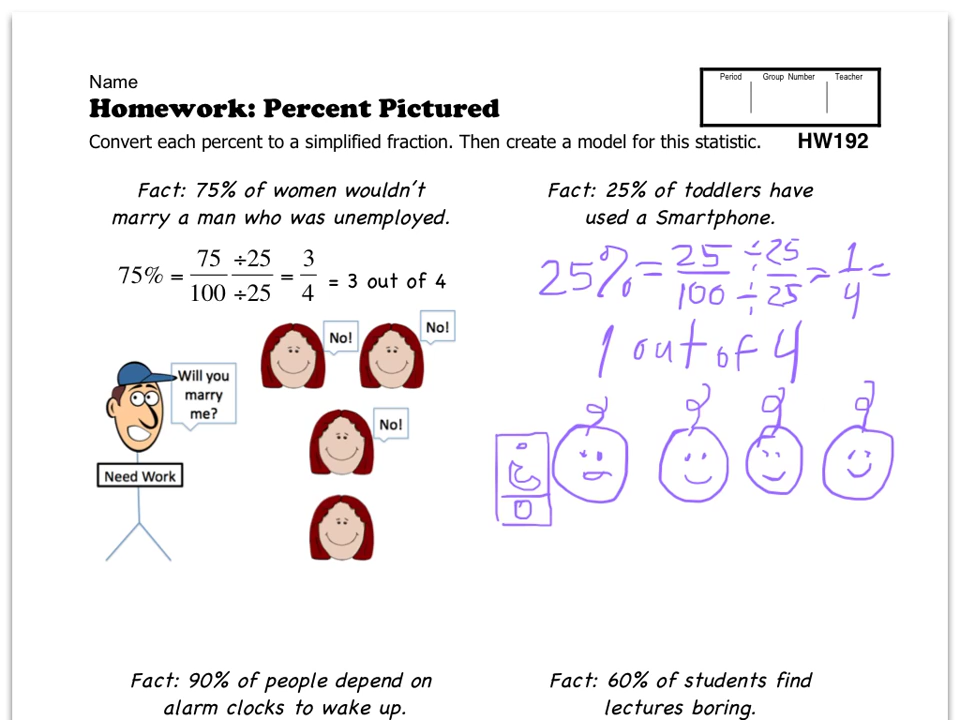 Name
Period Group Number Teacher
Homework: Percent Pictured
Convert each percent to a simplified fraction. Then create a model for this statistic. HW192
Fact: 75% of women wouldn't
marry a man who was unemployed.
75% = 75/100 ÷25/÷25 = 3/4 = 3 out of 4
No!
No!
Will you
marry
me?
No!
Need Work
Fact: 25% of toddlers have
used a Smartphone.
25% = 25/100 ÷25/÷25 = 1/4 =
1 out of 4
Fact: 90% of people depend on
alarm clocks to wake up.
Fact: 60% of students find
lectures boring.